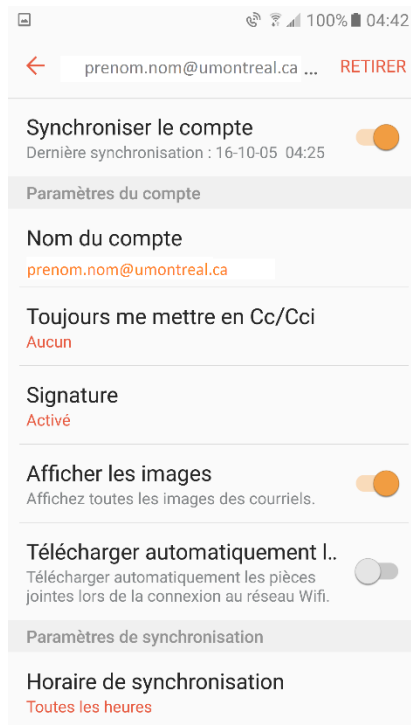 100% 04:42
prenom.nom@umontreal.ca ... RETIRER
Synchroniser le compte
Dernière synchronisation : 16-10-05 04:25
Paramètres du compte
Nom du compte
prenom.nom@umontreal.ca
Toujours me mettre en Cc/Cci
Aucun
Signature
Activé
Afficher les images
Affichez toutes les images des courriels.
Télécharger automatiquement l..
Télécharger automatiquement les pièces
jointes lors de la connexion au réseau Wifi.
Paramètres de synchronisation
Horaire de synchronisation
Toutes les heures